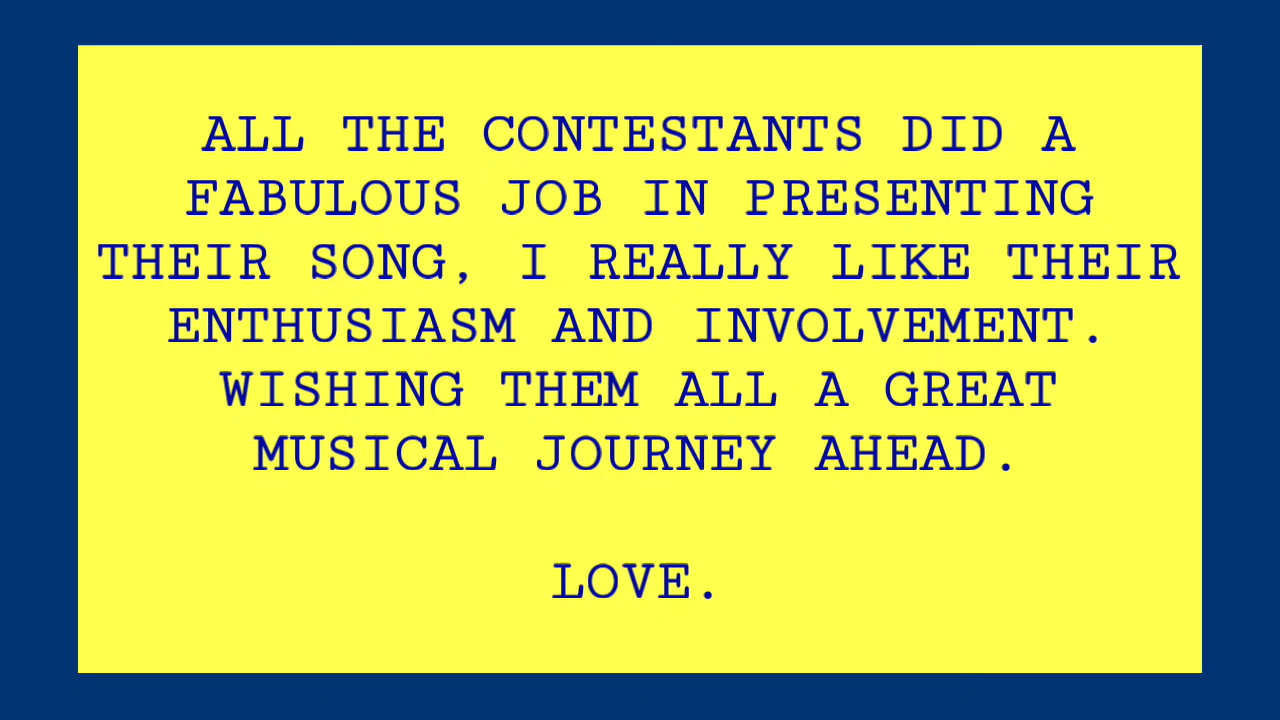 ALL THE CONTESTANTS DID A
FABULOUS JOB IN PRESENTING
THEIR SONG, I REALLY LIKE THEIR
ENTHUSIASM AND INVOLVEMENT.
WISHING THEM ALL A GREAT
MUSICAL JOURNEY AHEAD.
LOVE.